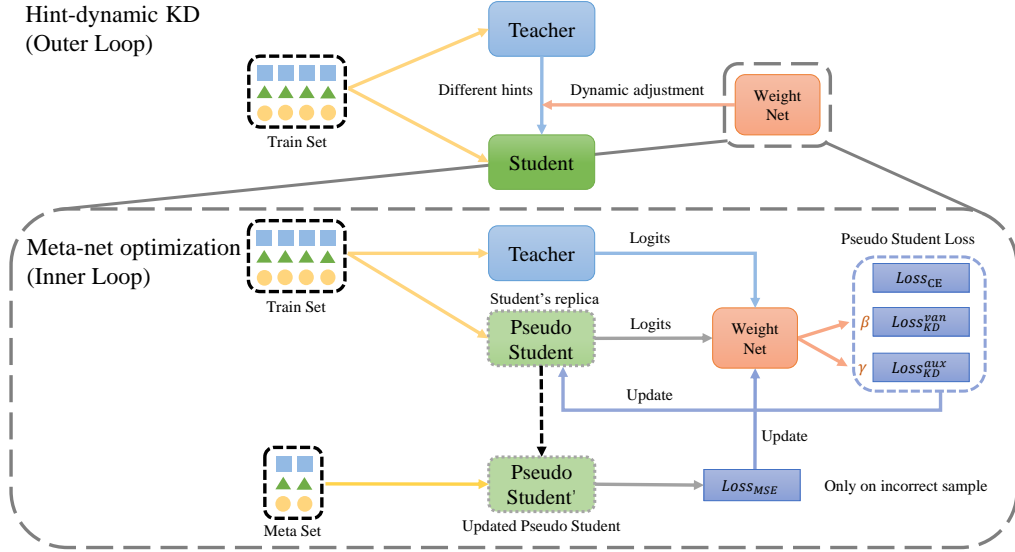 Hint-dynamic KD
(Outer Loop)
Teacher
Different hints
Dynamic adjustment
Weight
Net
Train Set
Student
Meta-net optimization
(Inner Loop)
Train Set
Teacher
Logits
Student's replica
Pseudo
Student
Logits
Weight
Net
Pseudo Student Loss
Loss_CE
β
Loss_KD^van
γ
Loss_KD^aux
Update
Update
Meta Set
Pseudo
Student'
Updated Pseudo Student
Loss_MSE
Only on incorrect sample